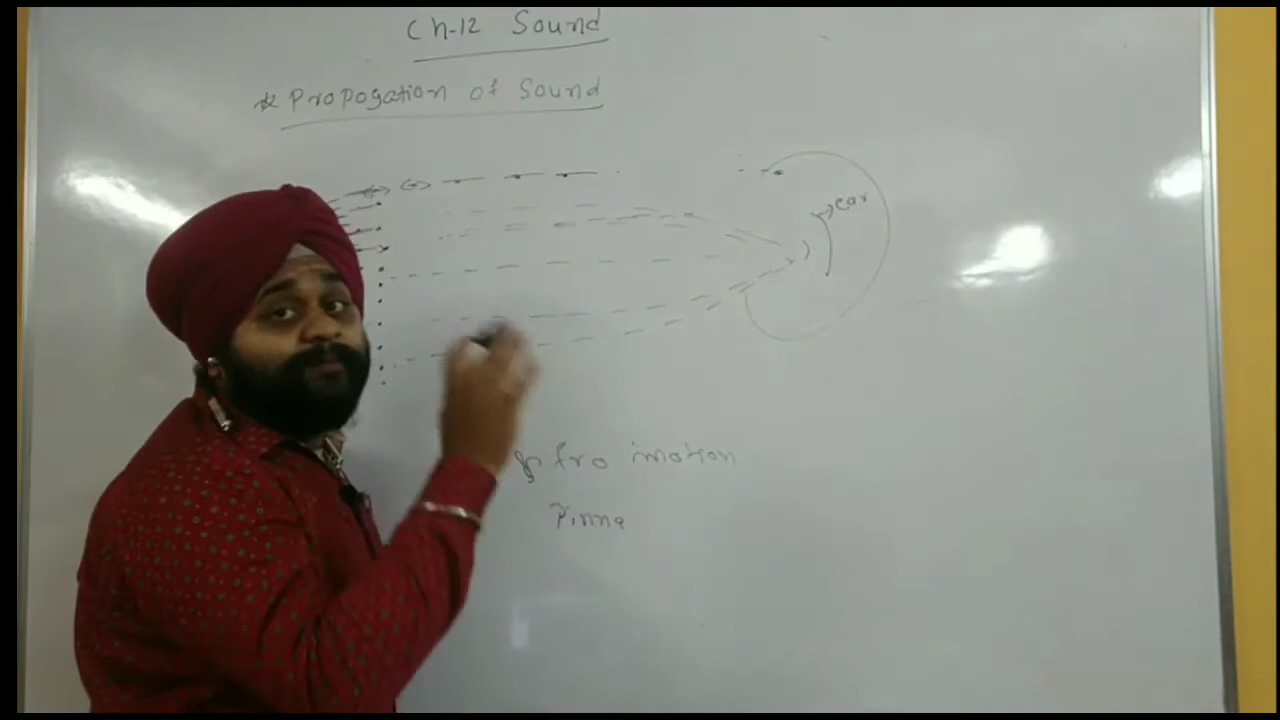 Ch-12 Sound
* Propogation of Sound
ear
fro motion
Pinna